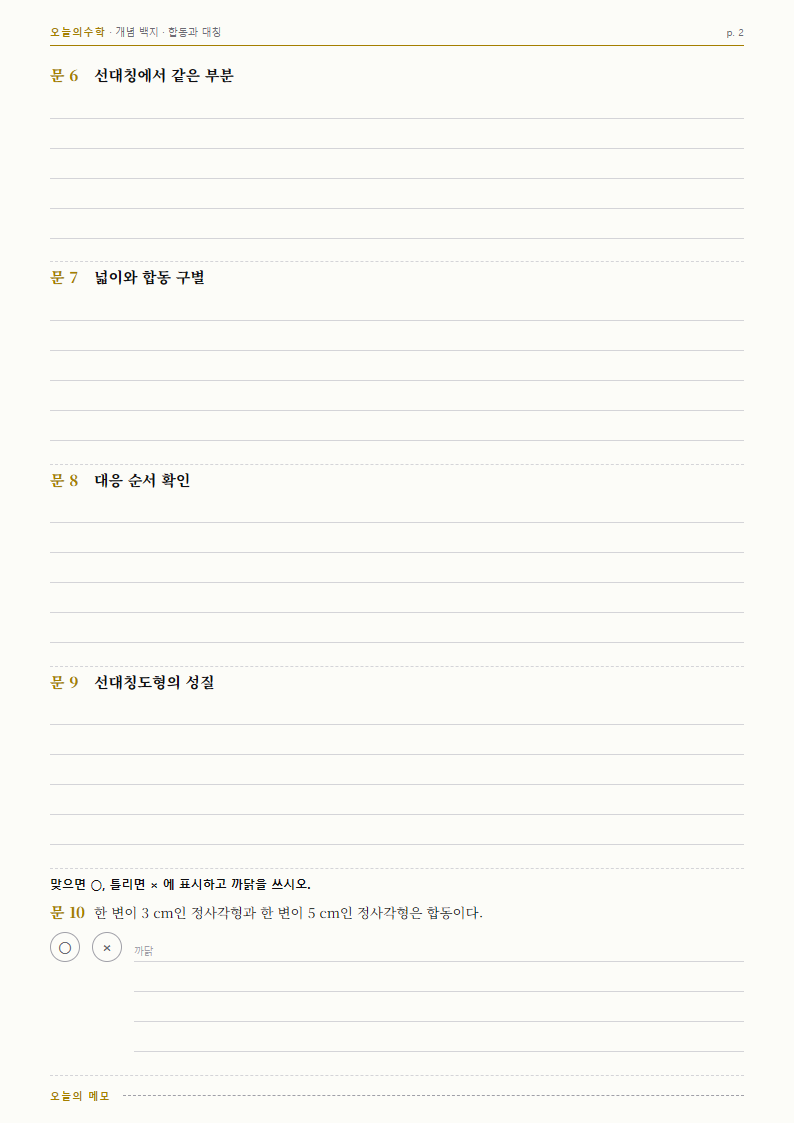 오늘의수학 · 개념 백지 · 합동과 대칭 p. 2
문 6 선대칭에서 같은 부분
문 7 넓이와 합동 구별
문 8 대응 순서 확인
문 9 선대칭도형의 성질
맞으면 ○, 틀리면 × 에 표시하고 까닭을 쓰시오.
문 10 한 변이 3 cm인 정사각형과 한 변이 5 cm인 정사각형은 합동이다.
○ × 까닭
오늘의 메모